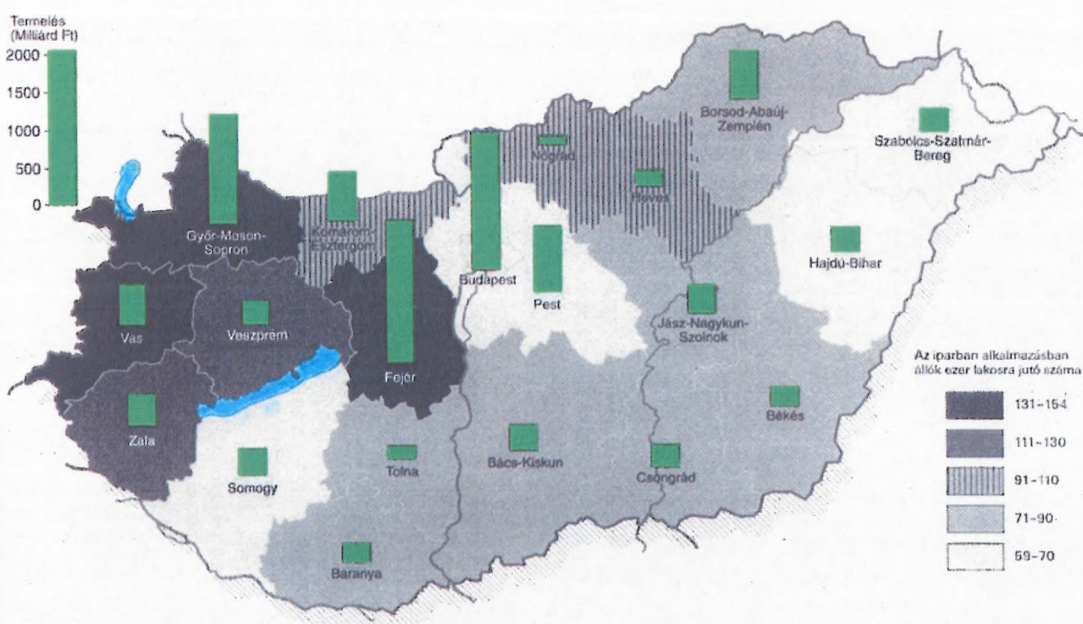 Termelés
(Milliárd Ft)
2000
1500
1000
500
0
Borsod-Abaúj-
Zemplén
Szabolcs-Szatmár-
Bereg
Nógrád
Heves
Győr-Moson-
Sopron
Komárom-
Esztergom
Budapest
Pest
Hajdú-Bihar
Vas
Veszprém
Fejér
Jász-Nagykun-
Szolnok
Zala
Somogy
Tolna
Bács-Kiskun
Csongrád
Békés
Baranya
Az iparban alkalmazásban
állók ezer lakosra jutó száma
131-154
111-130
91-110
71-90
59-70